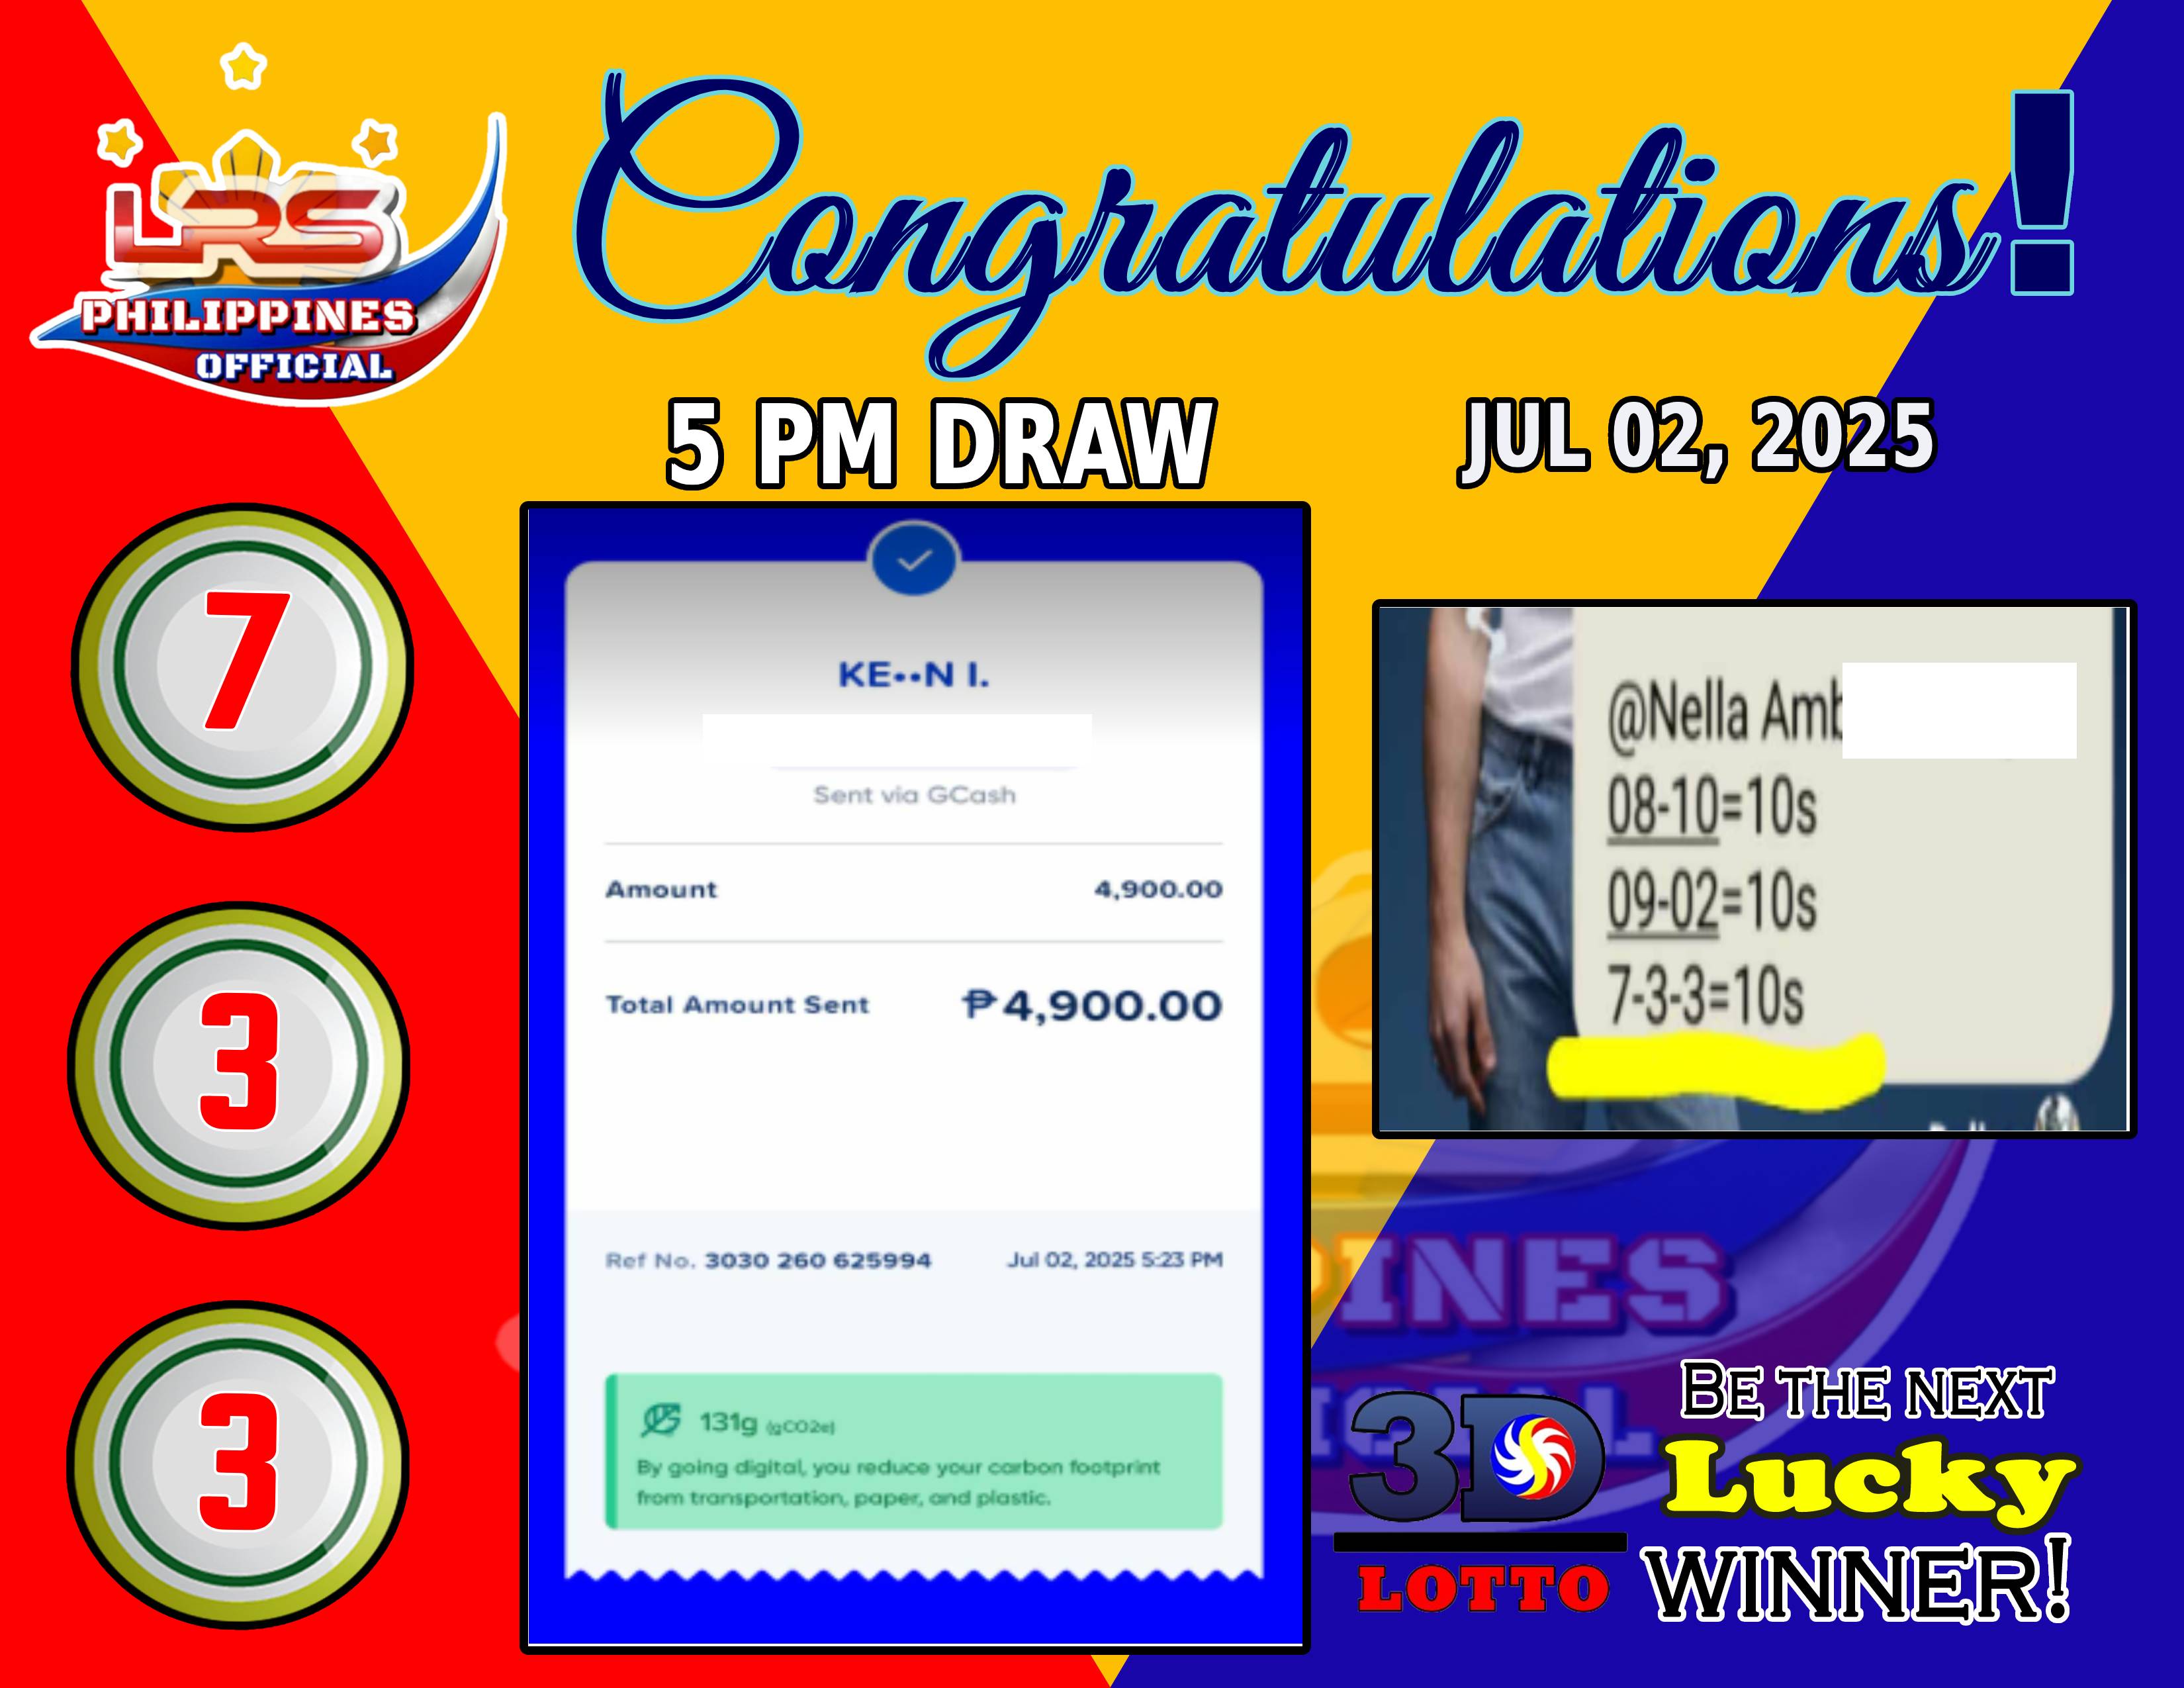 Congratulations!
LRS
PHILIPPINES
OFFICIAL
5 PM DRAW
JUL 02, 2025
7
3
3
KE••N I.
Sent via GCash
Amount 4,900.00
Total Amount Sent ₱4,900.00
Ref No. 3030 260 625994 Jul 02, 2025 5:23 PM
131g (gCO2e)
By going digital, you reduce your carbon footprint
from transportation, paper, and plastic.
@Nella Amb
08-10=10s
09-02=10s
7-3-3=10s
PINES
3D
LOTTO
BE THE NEXT
Lucky
WINNER!